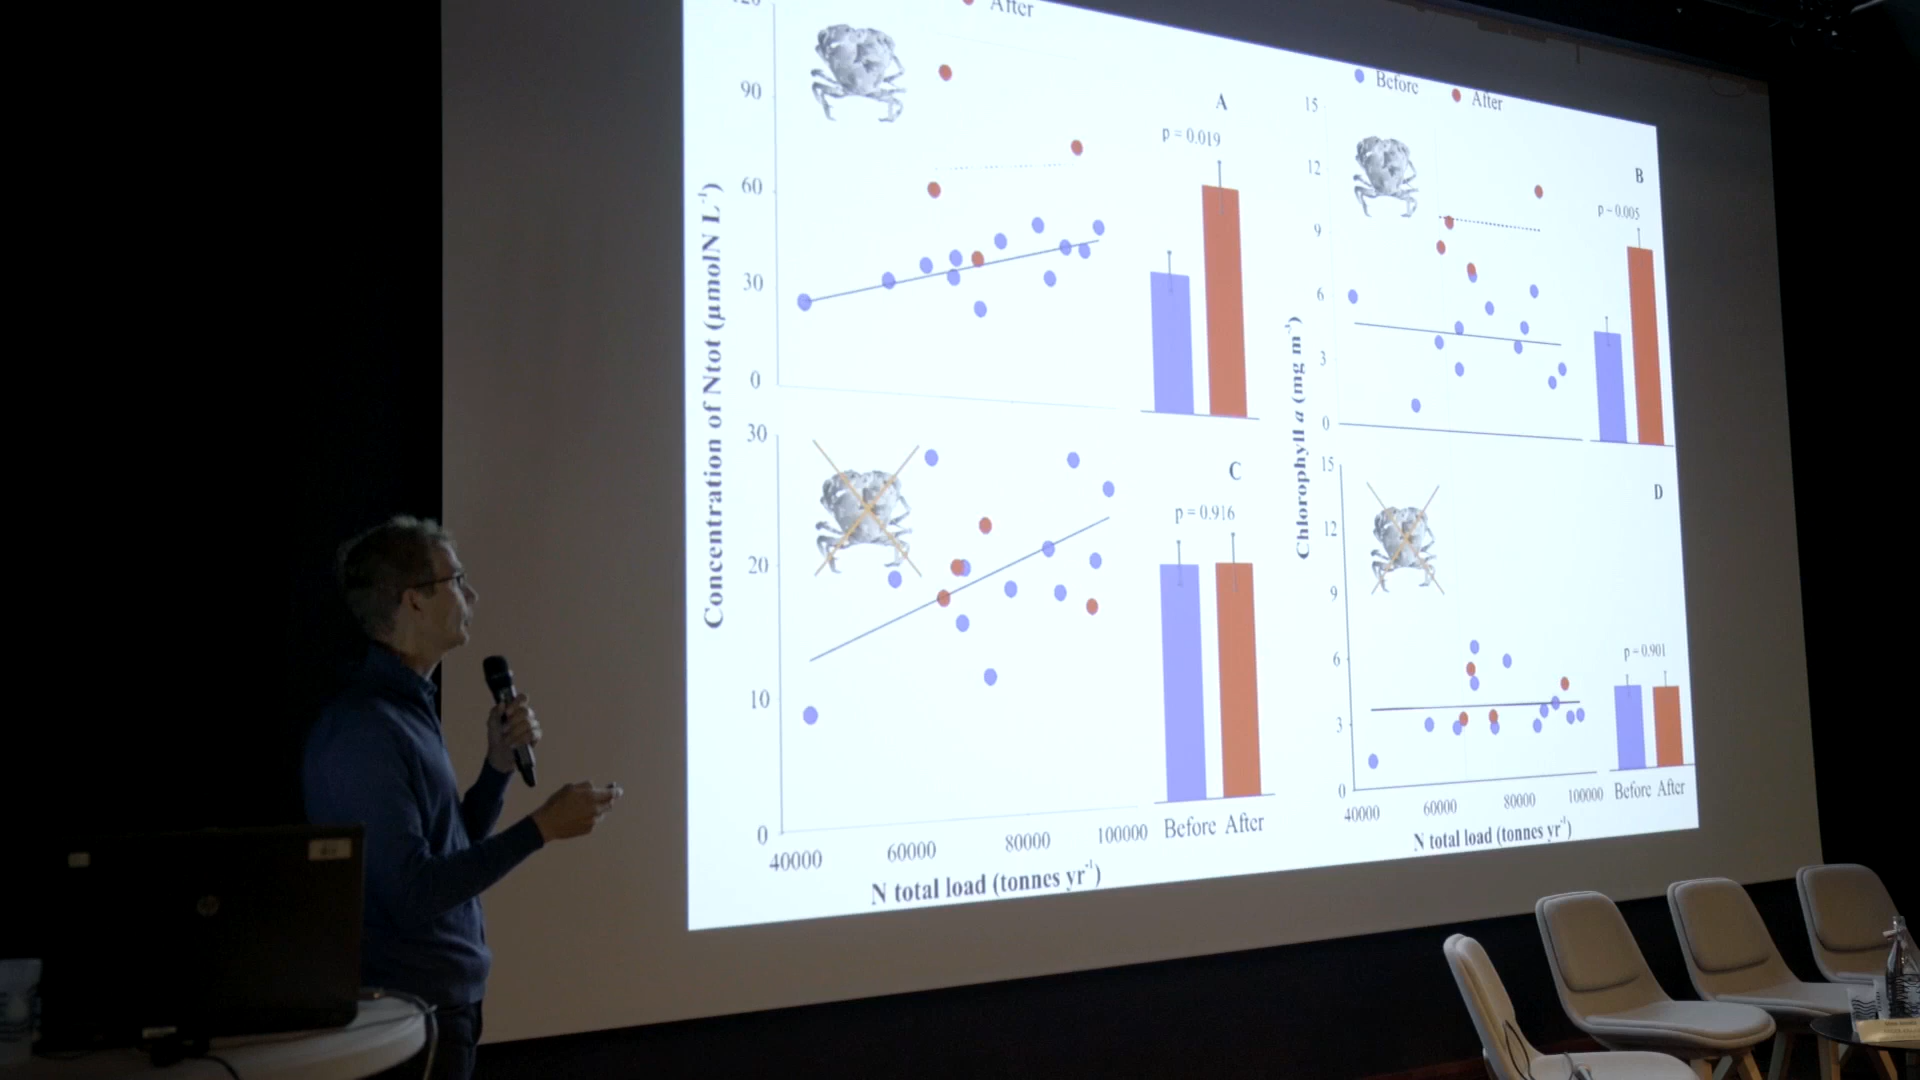 After
90
60
30
0
Concentration of Ntot (µmolN L⁻¹)
A
p = 0.019
30
20
10
0
C
p = 0.916
40000
60000
80000
100000
Before After
N total load (tonnes yr⁻¹)
Before
After
15
12
9
6
3
0
Chlorophyll a (mg m⁻³)
B
p = 0.005
15
12
9
6
3
0
D
p = 0.901
40000
60000
80000
100000
Before After
N total load (tonnes yr⁻¹)